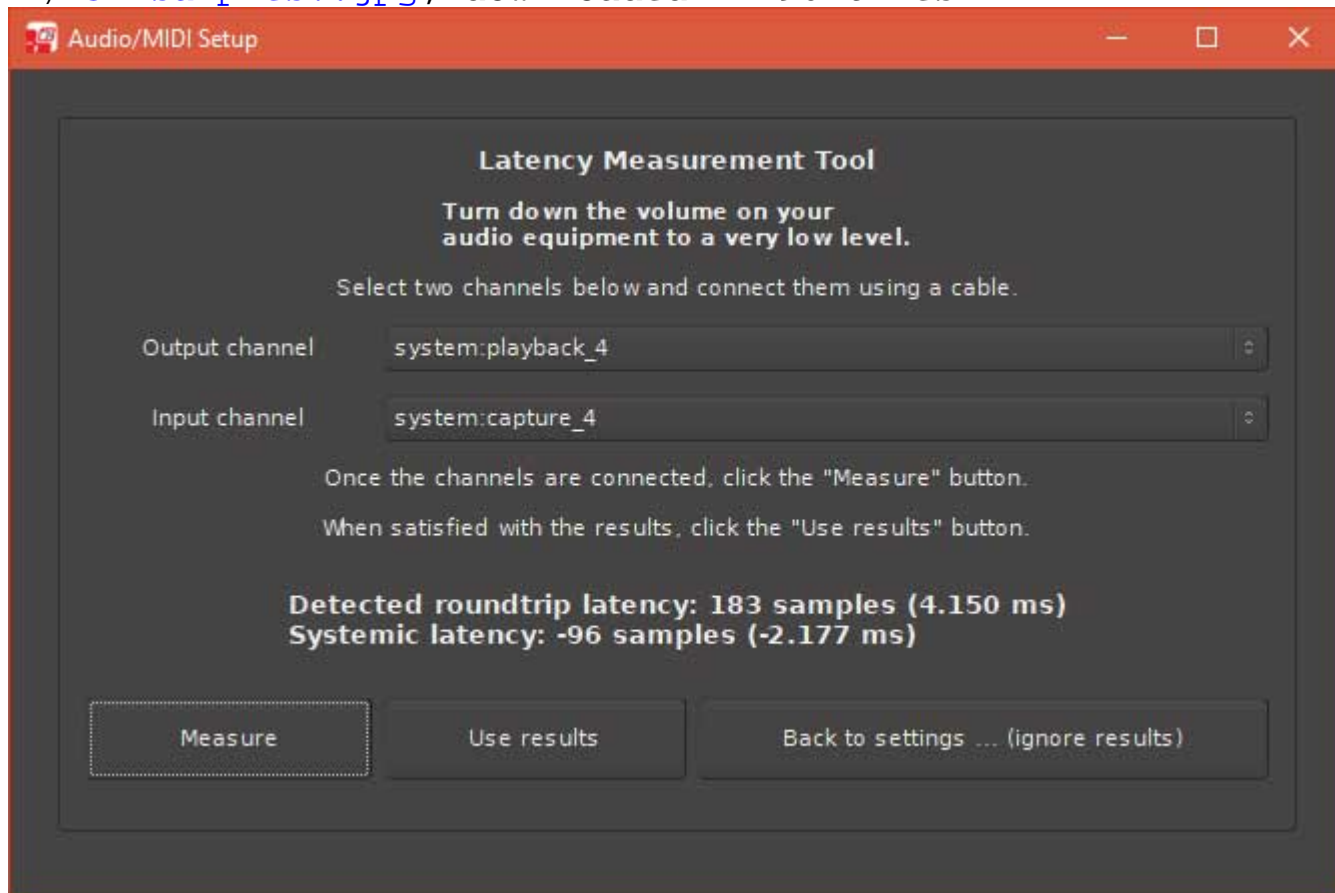 Audio/MIDI Setup
Latency Measurement Tool
Turn down the volume on your
audio equipment to a very low level.
Select two channels below and connect them using a cable.
Output channel system:playback_4
Input channel system:capture_4
Once the channels are connected, click the "Measure" button.
When satisfied with the results, click the "Use results" button.
Detected roundtrip latency: 183 samples (4.150 ms)
Systemic latency: -96 samples (-2.177 ms)
Measure Use results Back to settings ... (ignore results)